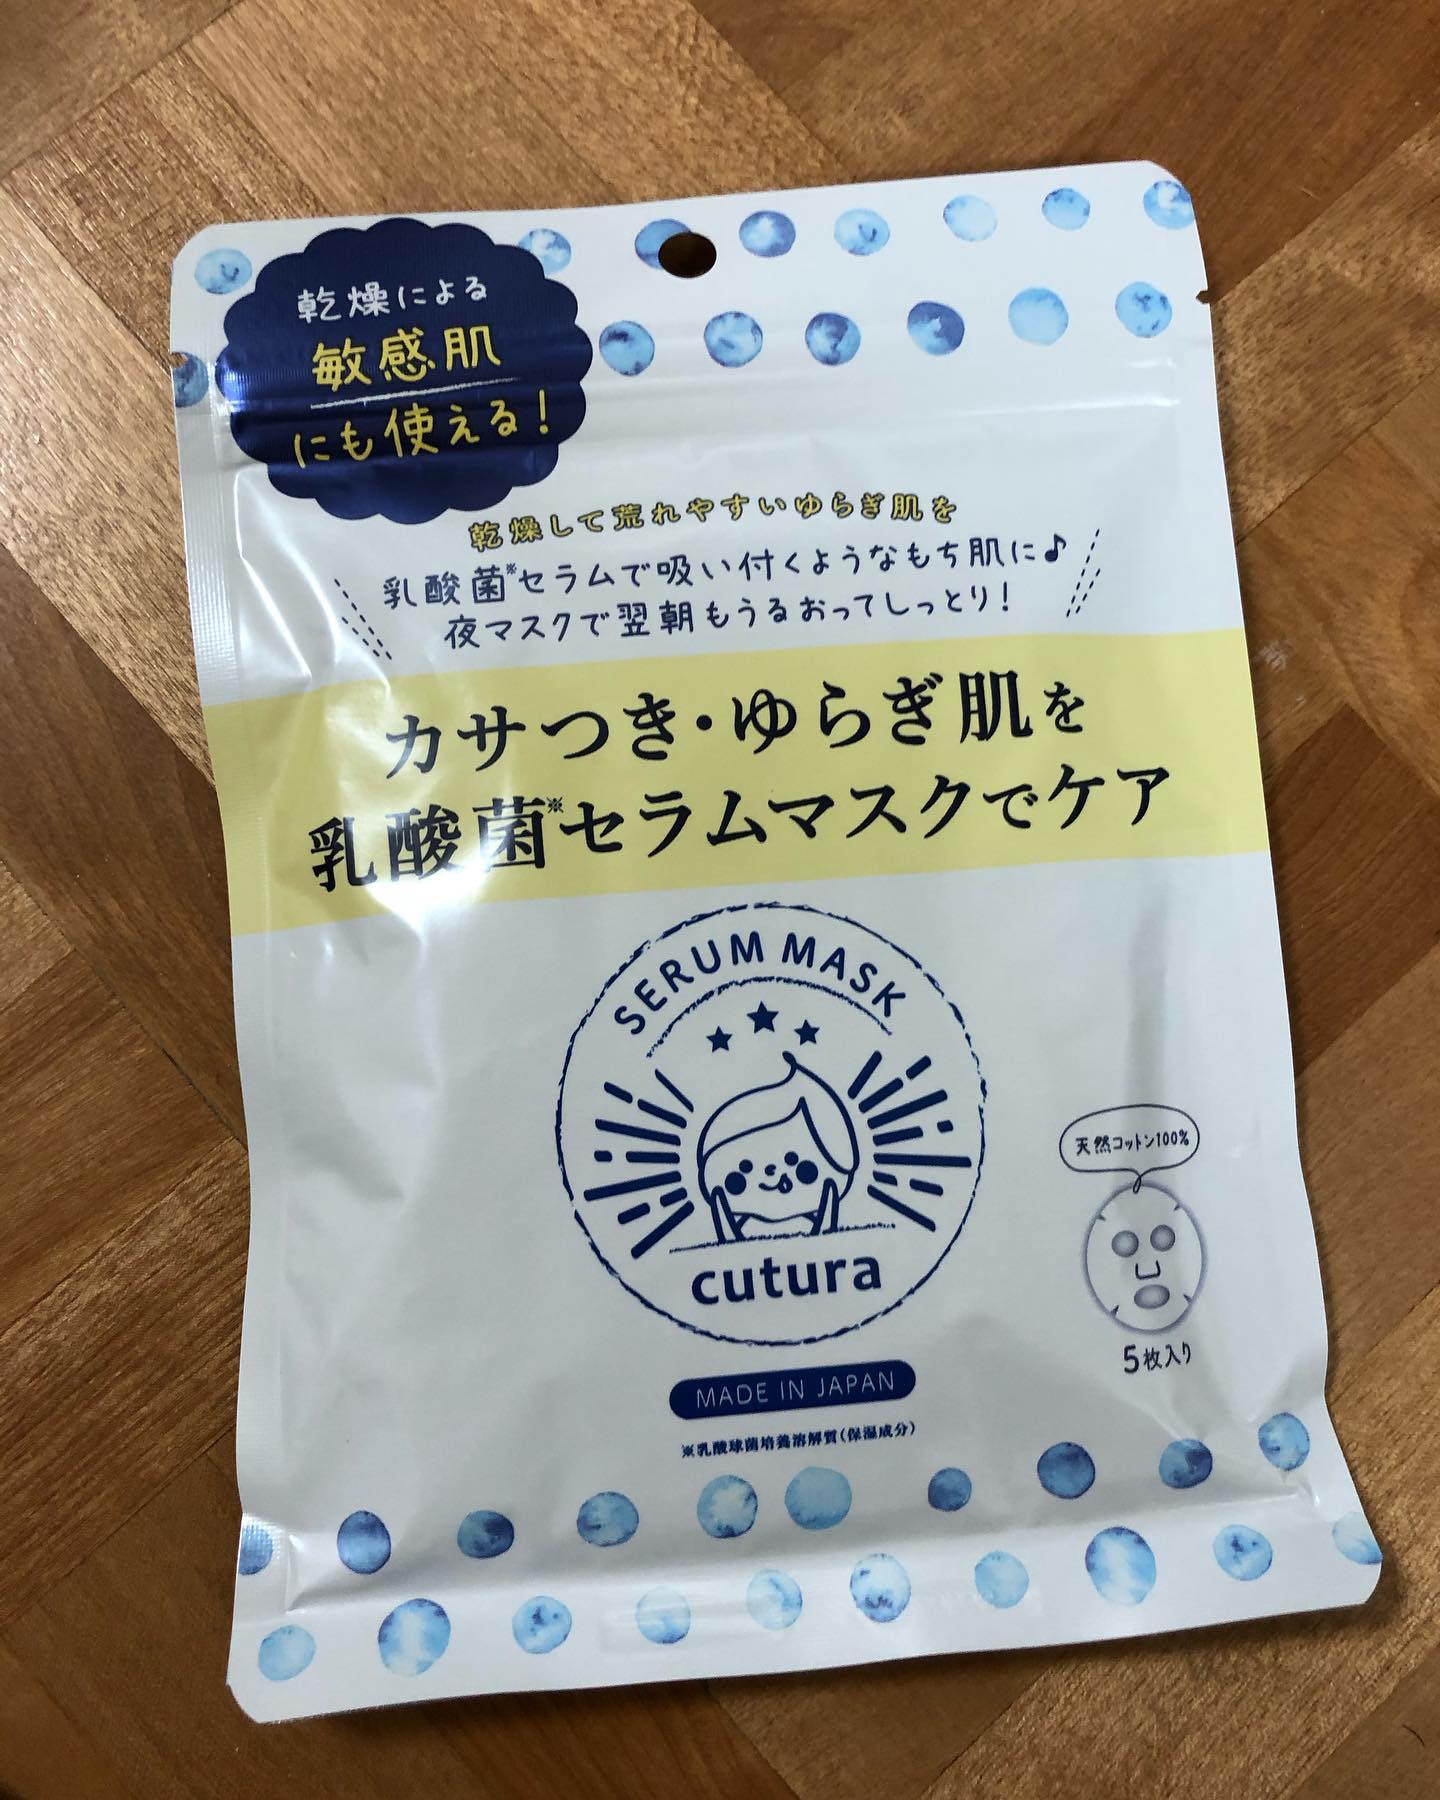 乾燥による
敏感肌
にも使える!
乾燥して荒れやすいゆらぎ肌を
乳酸菌※セラムで吸い付くようなもち肌に♪
夜マスクで翌朝もうるおってしっとり!
カサつき・ゆらぎ肌を
乳酸菌※セラムマスクでケア
SERUM MASK
cutura
天然コットン100%
5枚入り
MADE IN JAPAN
※乳酸球菌培養溶解質(保湿成分)